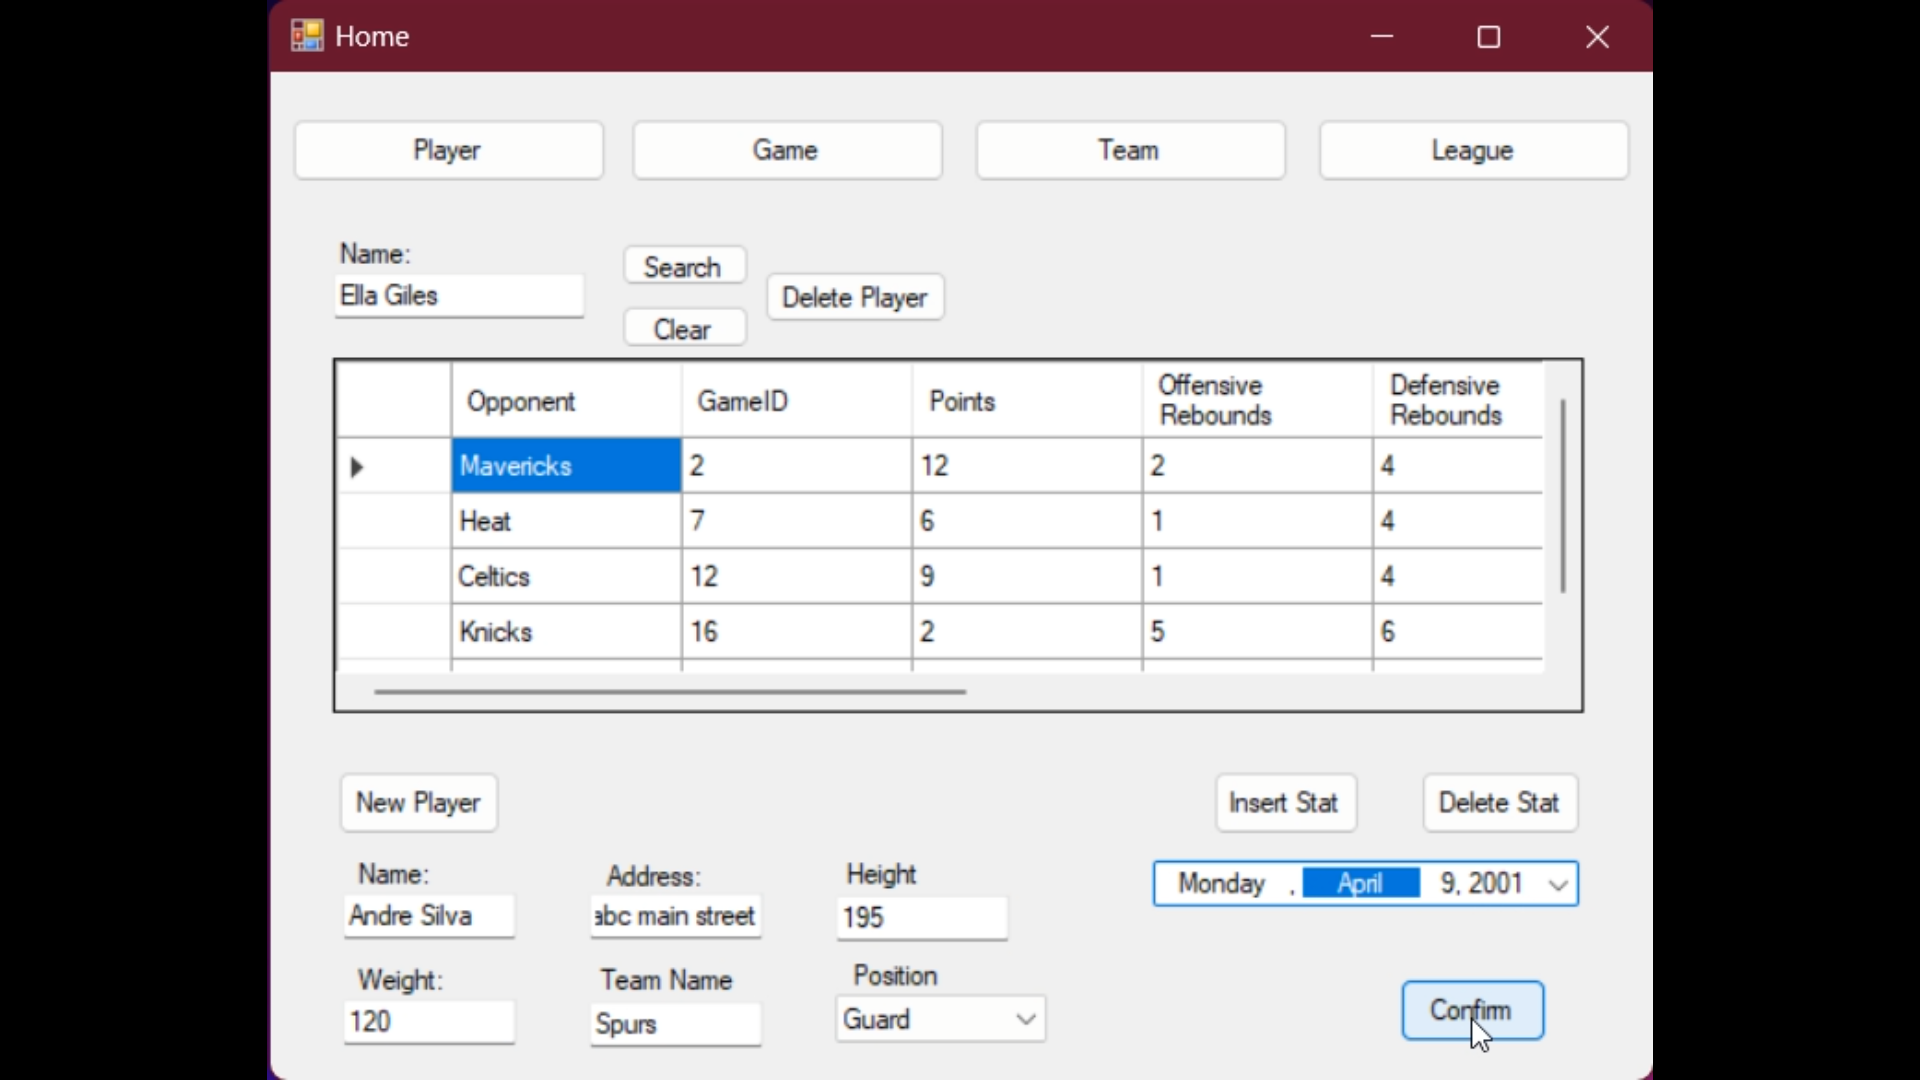 Home
Player Game Team League
Name:
Ella Giles
Search
Clear
Delete Player
Opponent GameID Points Offensive Rebounds Defensive Rebounds
Mavericks 2 12 2 4
Heat 7 6 1 4
Celtics 12 9 1 4
Knicks 16 2 5 6
New Player Insert Stat Delete Stat
Name: Address: Height
Andre Silva abc main street 195
Monday , April 9, 2001
Weight: Team Name Position
120 Spurs Guard
Confirm